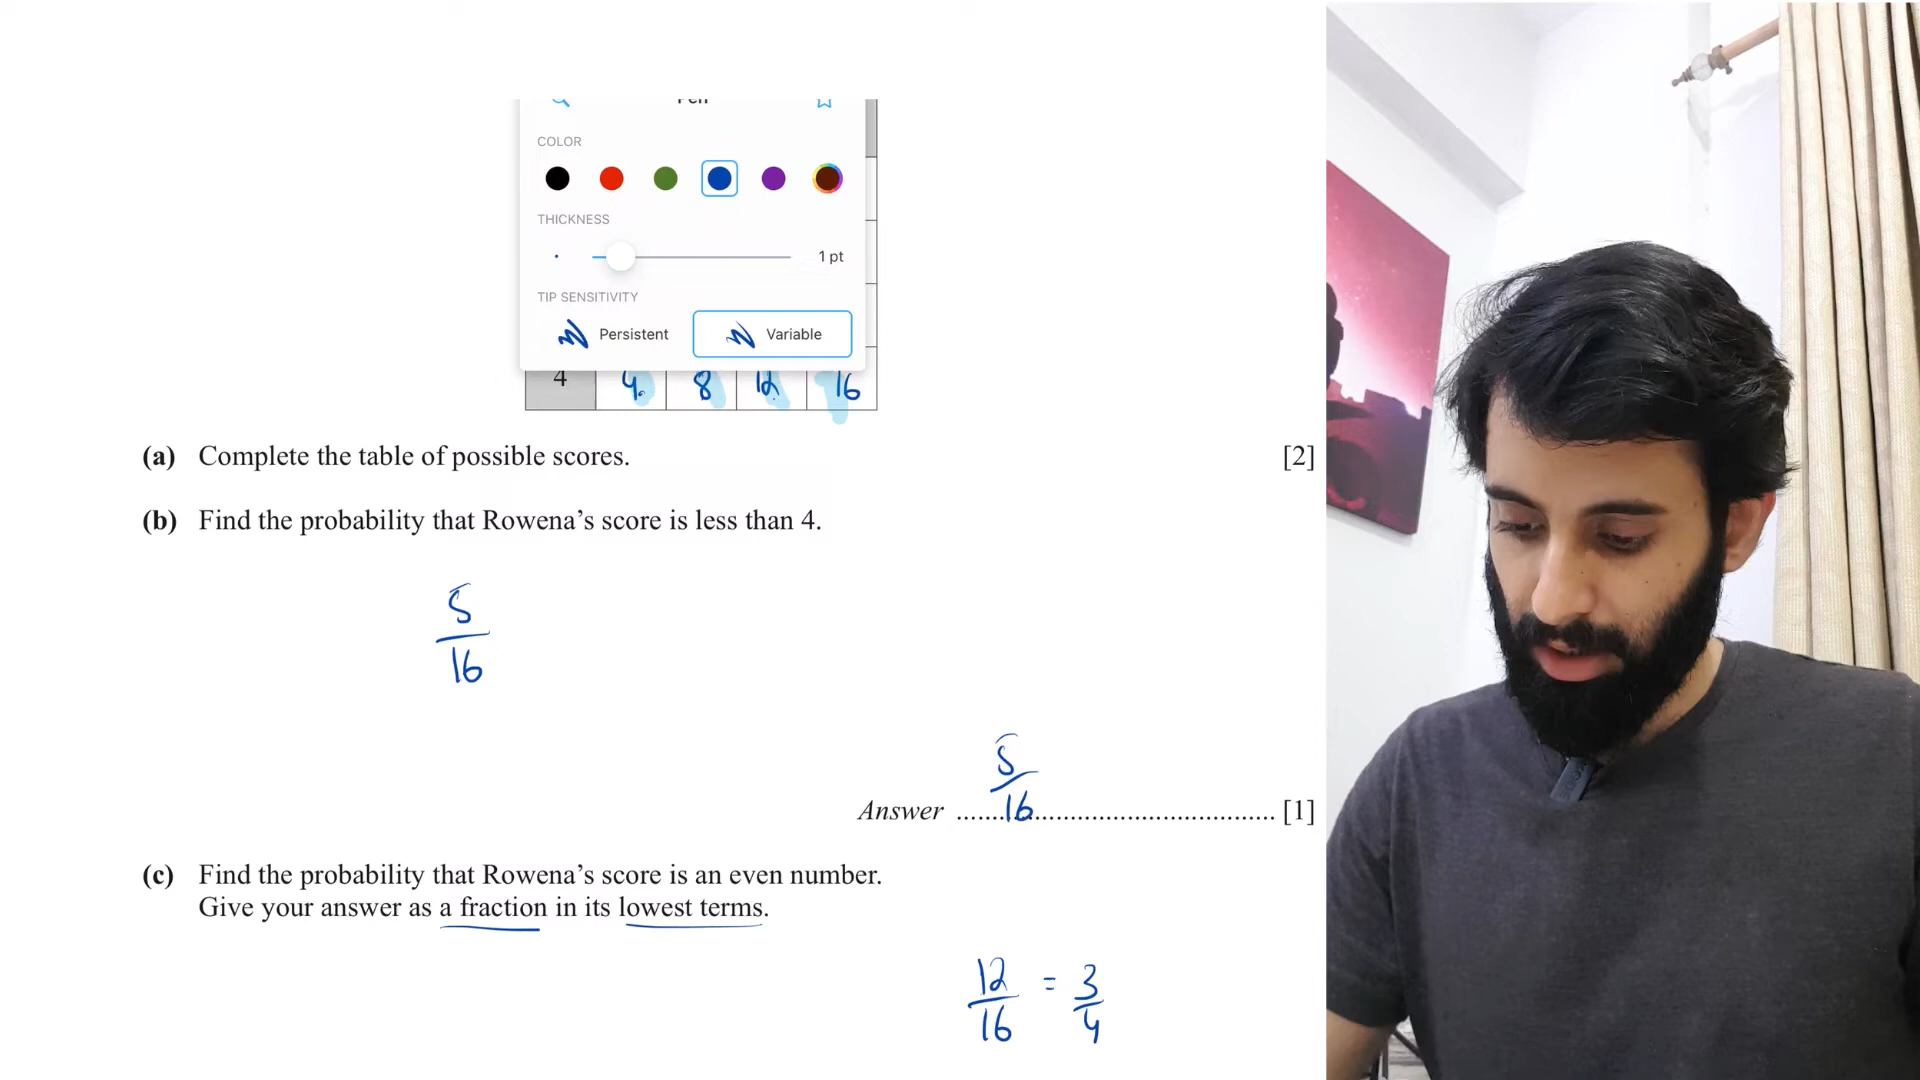 Pen
COLOR
THICKNESS
1 pt
TIP SENSITIVITY
Persistent
Variable
4 4 8 12 16
(a) Complete the table of possible scores. [2]
(b) Find the probability that Rowena’s score is less than 4.
5
16
5
16
Answer ............................................... [1]
(c) Find the probability that Rowena’s score is an even number.
Give your answer as a fraction in its lowest terms.
12 = 3
16 4